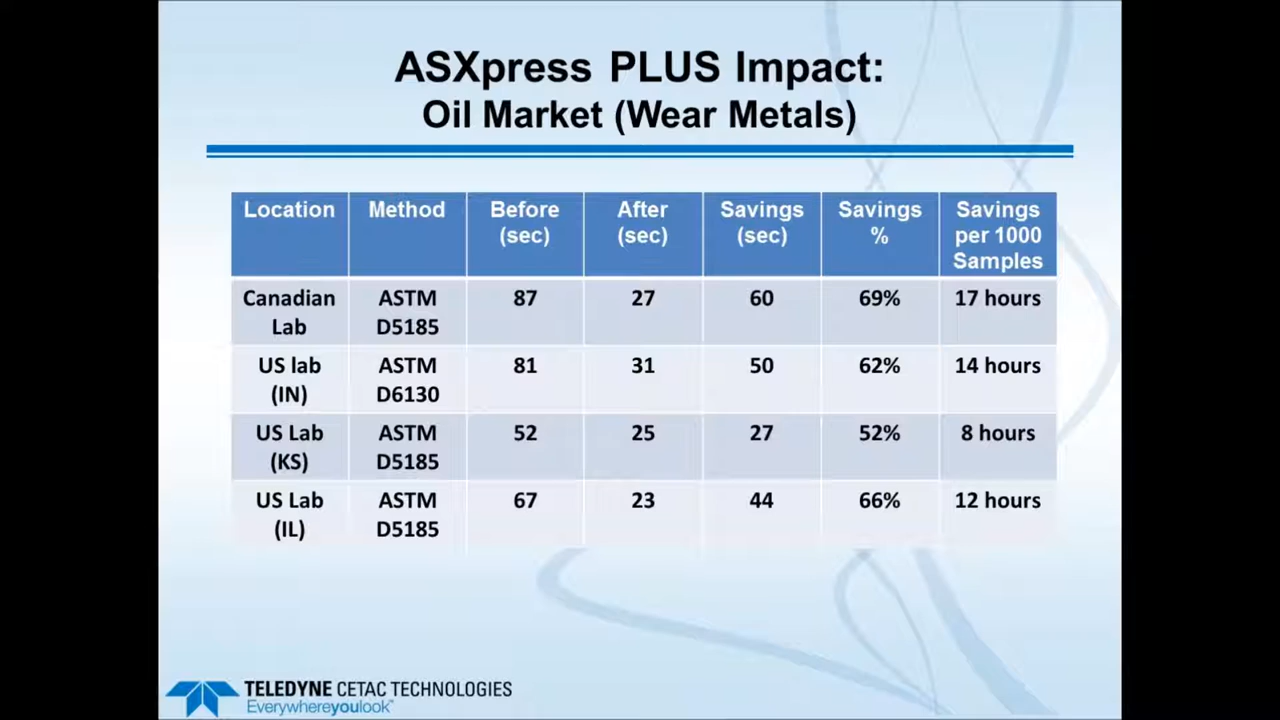 ASXpress PLUS Impact:
Oil Market (Wear Metals)
Location Method Before (sec) After (sec) Savings (sec) Savings % Savings per 1000 Samples
Canadian Lab ASTM D5185 87 27 60 69% 17 hours
US lab (IN) ASTM D6130 81 31 50 62% 14 hours
US Lab (KS) ASTM D5185 52 25 27 52% 8 hours
US Lab (IL) ASTM D5185 67 23 44 66% 12 hours
TELEDYNE CETAC TECHNOLOGIES
Everywhereyoulook™